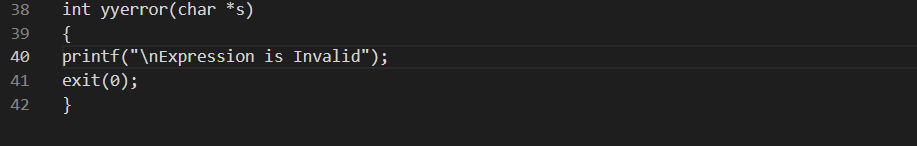 38 int yyerror(char *s)
39 {
40 printf("\nExpression is Invalid");
41 exit(0);
42 }